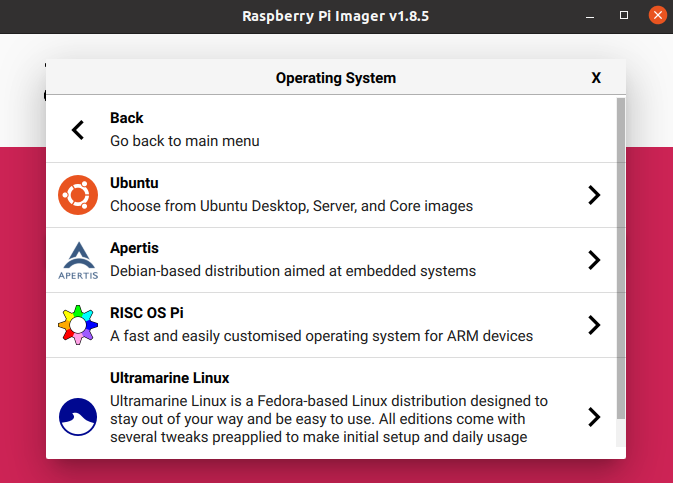 Raspberry Pi Imager v1.8.5
Operating System
X
Back
Go back to main menu
Ubuntu
Choose from Ubuntu Desktop, Server, and Core images
Apertis
Debian-based distribution aimed at embedded systems
APERTIS
RISC OS Pi
A fast and easily customised operating system for ARM devices
Ultramarine Linux
Ultramarine Linux is a Fedora-based Linux distribution designed to
stay out of your way and be easy to use. All editions come with
several tweaks preapplied to make initial setup and daily usage